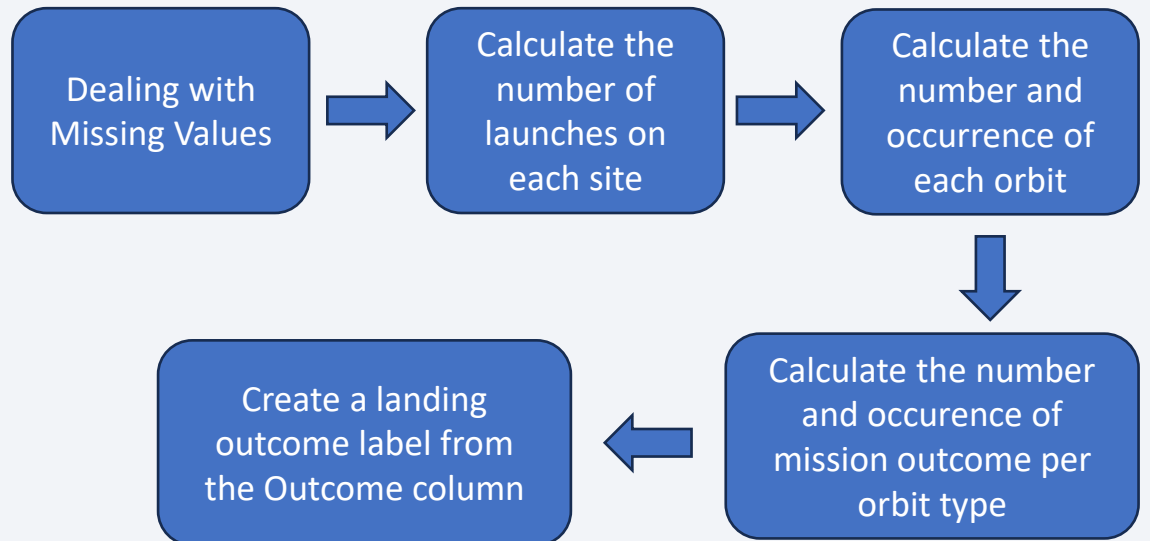 Dealing with
Missing Values
Calculate the
number of
launches on
each site
Calculate the
number and
occurrence of
each orbit
Calculate the number
and occurence of
mission outcome per
orbit type
Create a landing
outcome label from
the Outcome column